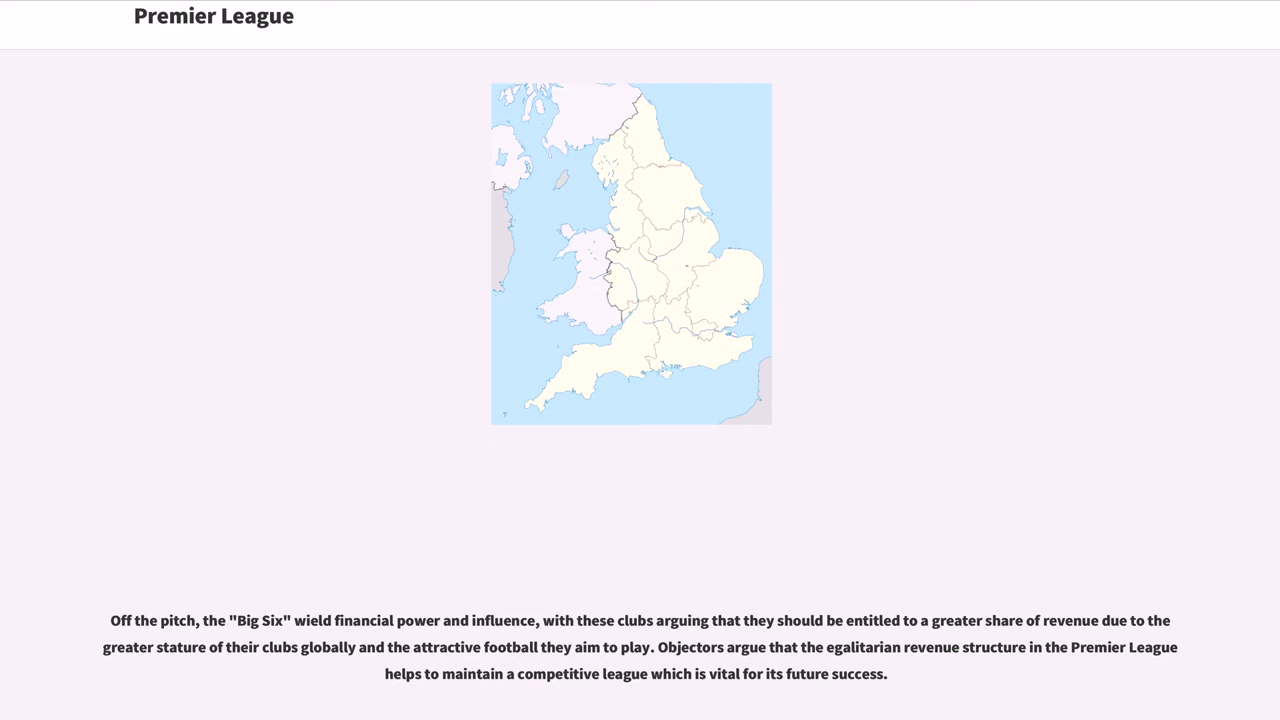 Premier League
Off the pitch, the "Big Six" wield financial power and influence, with these clubs arguing that they should be entitled to a greater share of revenue due to the
greater stature of their clubs globally and the attractive football they aim to play. Objectors argue that the egalitarian revenue structure in the Premier League
helps to maintain a competitive league which is vital for its future success.